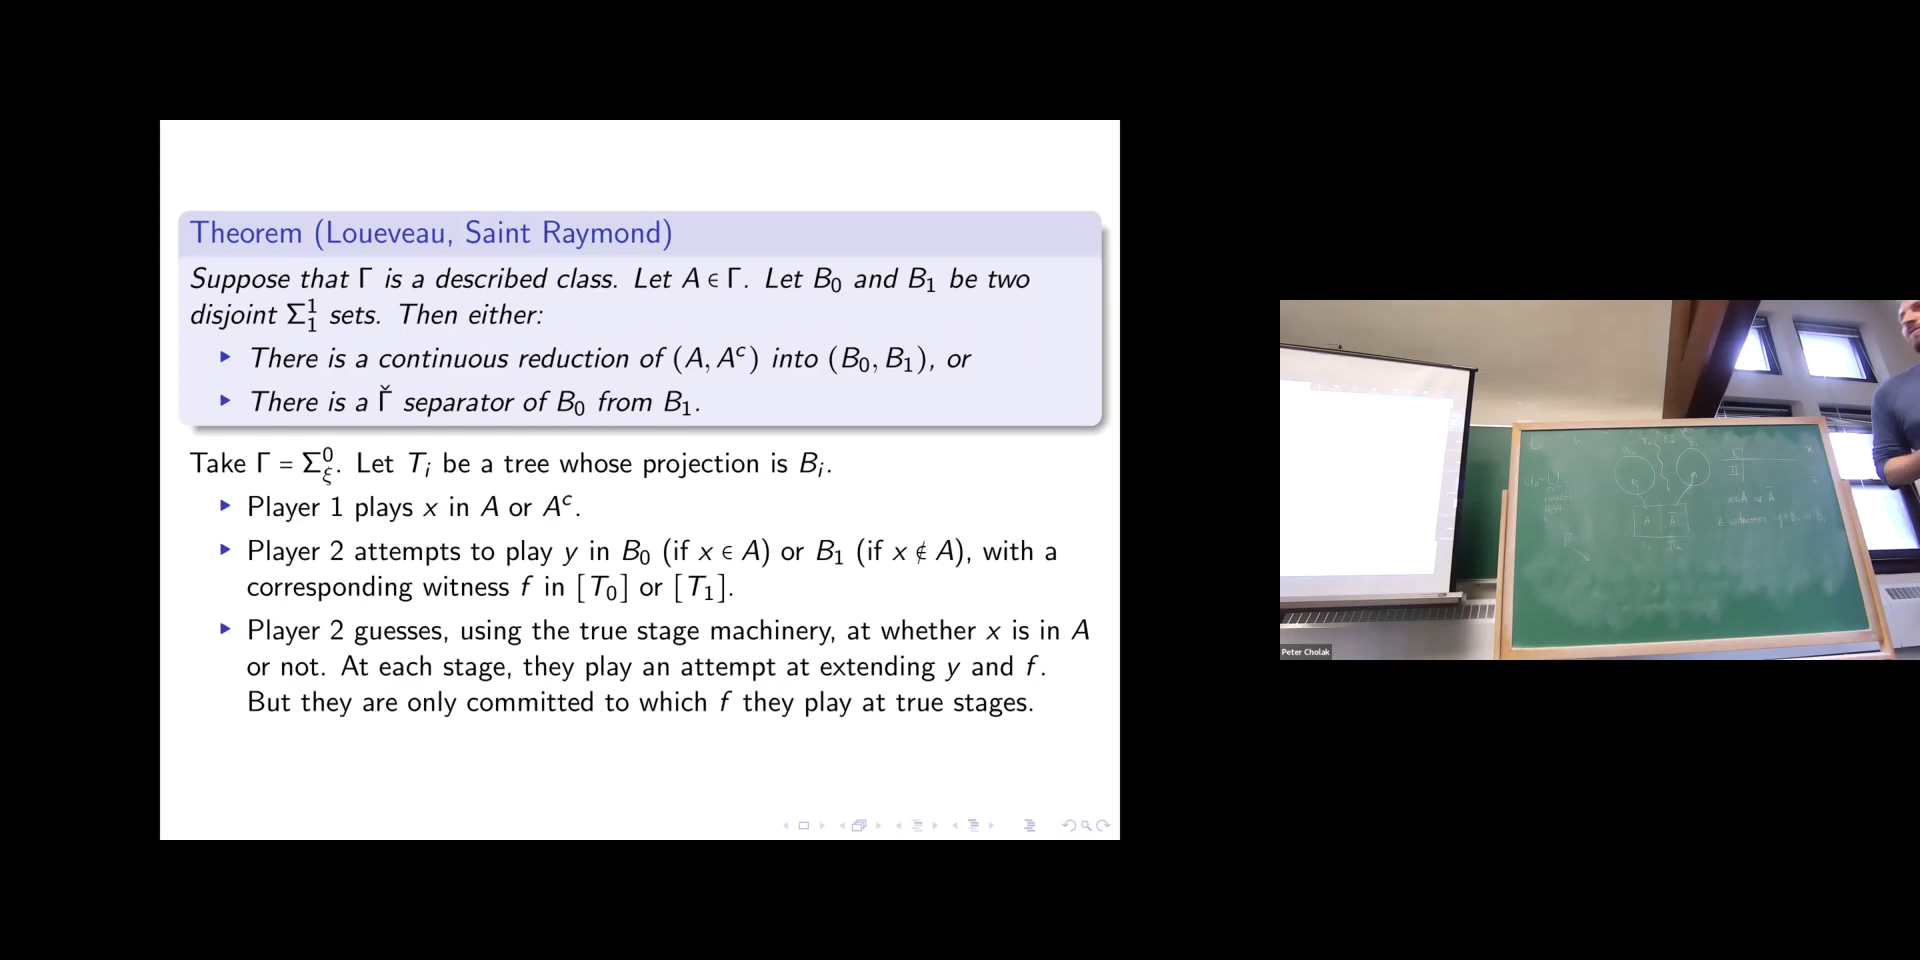 Theorem (Loueveau, Saint Raymond)
Suppose that Γ is a described class. Let A ∈ Γ. Let B₀ and B₁ be two
disjoint Σ¹₁ sets. Then either:
▸ There is a continuous reduction of (A, Aᶜ) into (B₀, B₁), or
▸ There is a Γ̌ separator of B₀ from B₁.
Take Γ = Σ⁰_ξ. Let Tᵢ be a tree whose projection is Bᵢ.
▸ Player 1 plays x in A or Aᶜ.
▸ Player 2 attempts to play y in B₀ (if x ∈ A) or B₁ (if x ∉ A), with a
corresponding witness f in [T₀] or [T₁].
▸ Player 2 guesses, using the true stage machinery, at whether x is in A
or not. At each stage, they play an attempt at extending y and f.
But they are only committed to which f they play at true stages.
Peter Cholak